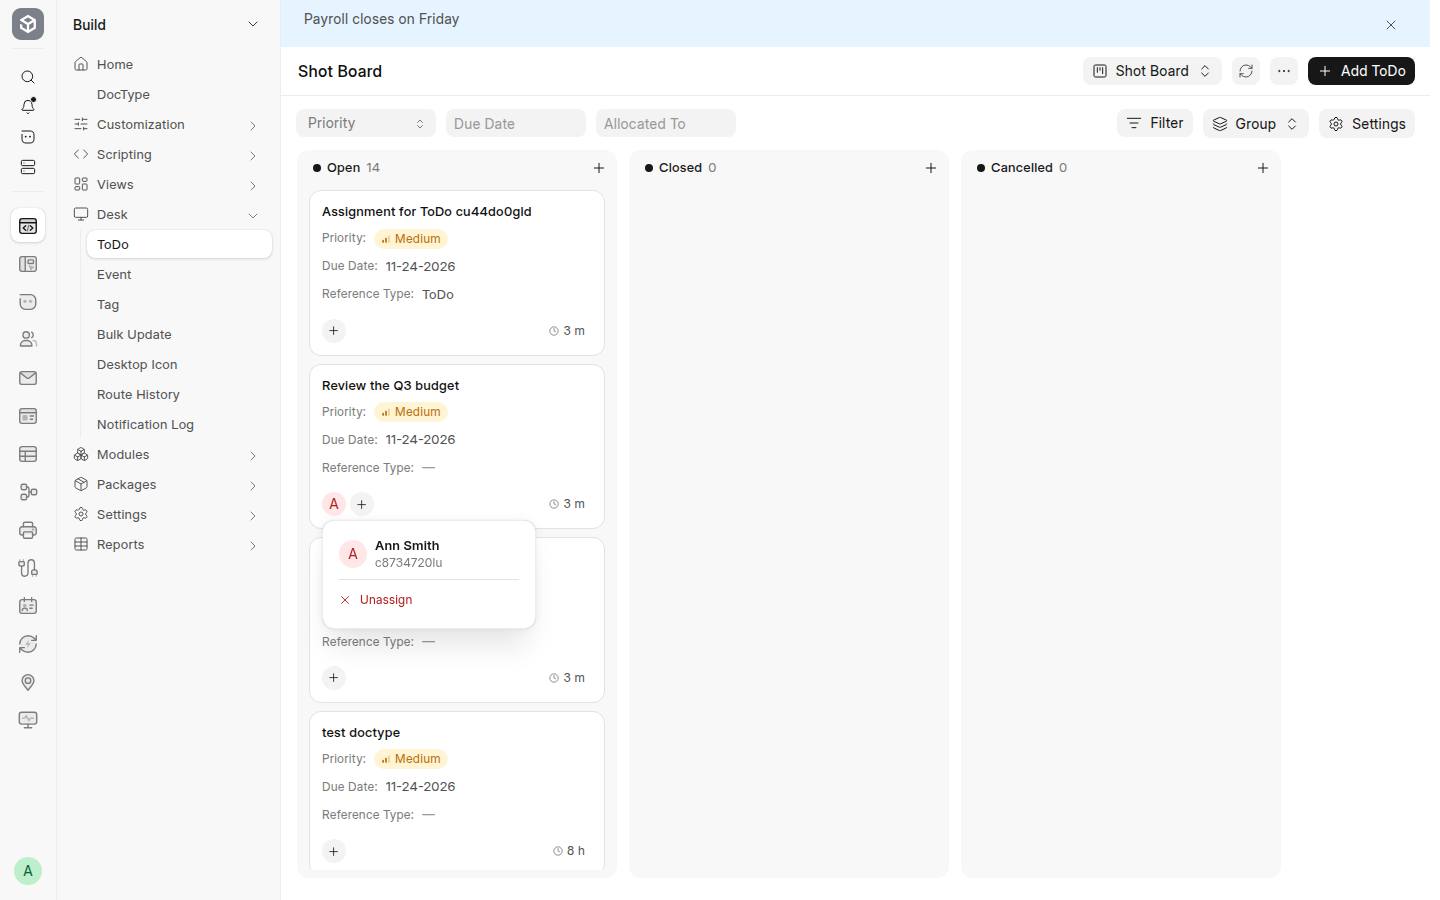 Payroll closes on Friday
Build
Home
DocType
Customization
Scripting
Views
Desk
ToDo
Event
Tag
Bulk Update
Desktop Icon
Route History
Notification Log
Modules
Packages
Settings
Reports
A
Shot Board
Shot Board
Add ToDo
Priority
Due Date
Allocated To
Filter
Group
Settings
Open 14
Assignment for ToDo cu44do0gld
Priority: Medium
Due Date: 11-24-2026
Reference Type: ToDo
3 m
Review the Q3 budget
Priority: Medium
Due Date: 11-24-2026
Reference Type: —
A
3 m
A
Ann Smith
c8734720lu
Unassign
Reference Type: —
3 m
test doctype
Priority: Medium
Due Date: 11-24-2026
Reference Type: —
8 h
Closed 0
Cancelled 0